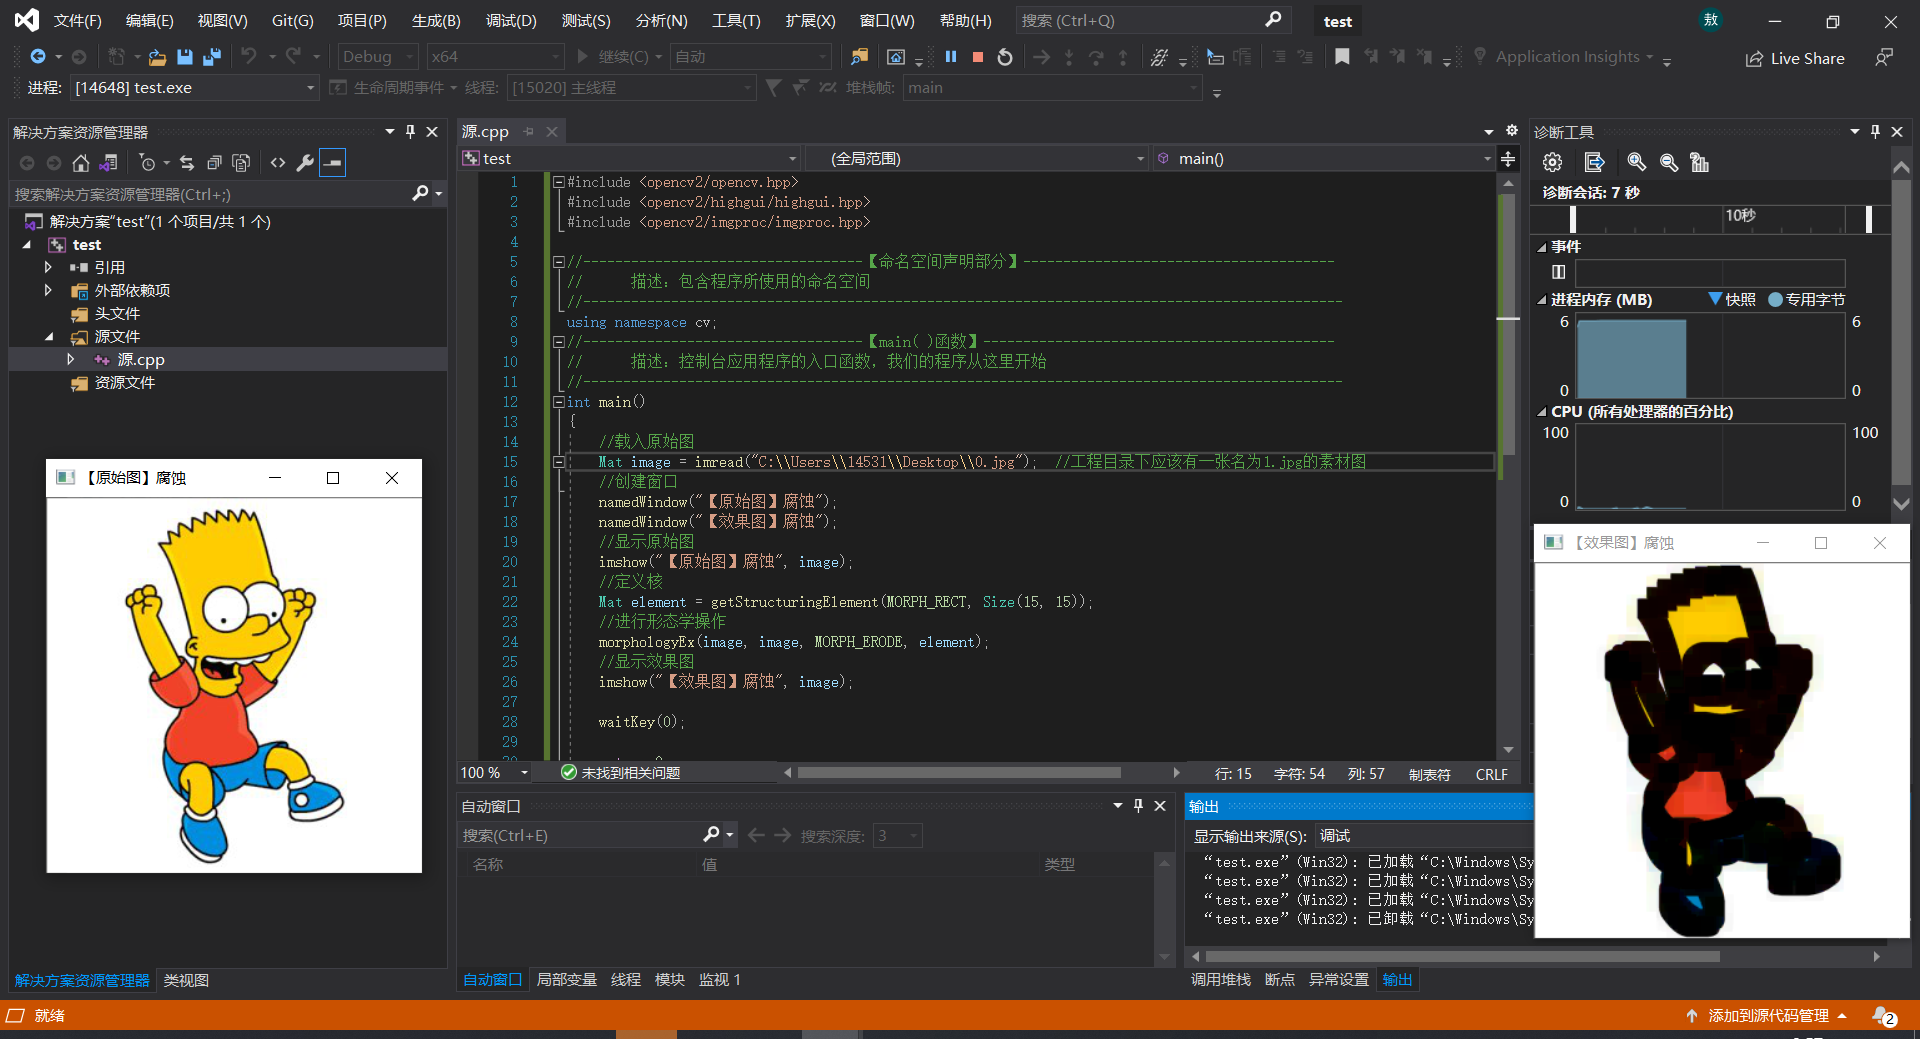 文件(F) 编辑(E) 视图(V) Git(G) 项目(P) 生成(B) 调试(D) 测试(S) 分析(N) 工具(T) 扩展(X) 窗口(W) 帮助(H) 搜索 (Ctrl+Q) test 敖
Debug x64 继续(C) 自动 Application Insights Live Share
进程: [14648] test.exe 生命周期事件 线程: [15020] 主线程 堆栈帧: main
解决方案资源管理器
搜索解决方案资源管理器(Ctrl+;)
解决方案"test"(1 个项目/共 1 个)
test
引用
外部依赖项
头文件
源文件
源.cpp
资源文件
【原始图】腐蚀
解决方案资源管理器 类视图
源.cpp
test (全局范围) main()
1 #include <opencv2/opencv.hpp>
2 #include <opencv2/highgui/highgui.hpp>
3 #include <opencv2/imgproc/imgproc.hpp>
4
5 //-----------------------------------【命名空间声明部分】---------------------------------------
6 //      描述：包含程序所使用的命名空间
7 //-----------------------------------------------------------------------------------------------
8 using namespace cv;
9 //-----------------------------------【main( )函数】--------------------------------------------
10 //      描述：控制台应用程序的入口函数，我们的程序从这里开始
11 //-----------------------------------------------------------------------------------------------
12 int main()
13 {
14     //载入原始图
15     Mat image = imread("C:\\Users\\14531\\Desktop\\0.jpg");  //工程目录下应该有一张名为1.jpg的素材图
16     //创建窗口
17     namedWindow("【原始图】腐蚀");
18     namedWindow("【效果图】腐蚀");
19     //显示原始图
20     imshow("【原始图】腐蚀", image);
21     //定义核
22     Mat element = getStructuringElement(MORPH_RECT, Size(15, 15));
23     //进行形态学操作
24     morphologyEx(image, image, MORPH_ERODE, element);
25     //显示效果图
26     imshow("【效果图】腐蚀", image);
27
28     waitKey(0);
29
100 % 未找到相关问题 行: 15 字符: 54 列: 57 制表符 CRLF
自动窗口
搜索(Ctrl+E) 搜索深度: 3
名称 值 类型
自动窗口 局部变量 线程 模块 监视 1
输出
显示输出来源(S): 调试
“test.exe” (Win32): 已加载 “C:\Windows\Sy
“test.exe” (Win32): 已加载 “C:\Windows\Sy
“test.exe” (Win32): 已加载 “C:\Windows\Sy
“test.exe” (Win32): 已卸载 “C:\Windows\Sy
调用堆栈 断点 异常设置 输出
诊断工具
诊断会话: 7 秒
10秒
事件
进程内存 (MB) 快照 专用字节
6 6
0 0
CPU (所有处理器的百分比)
100 100
0 0
【效果图】腐蚀
就绪 添加到源代码管理 2